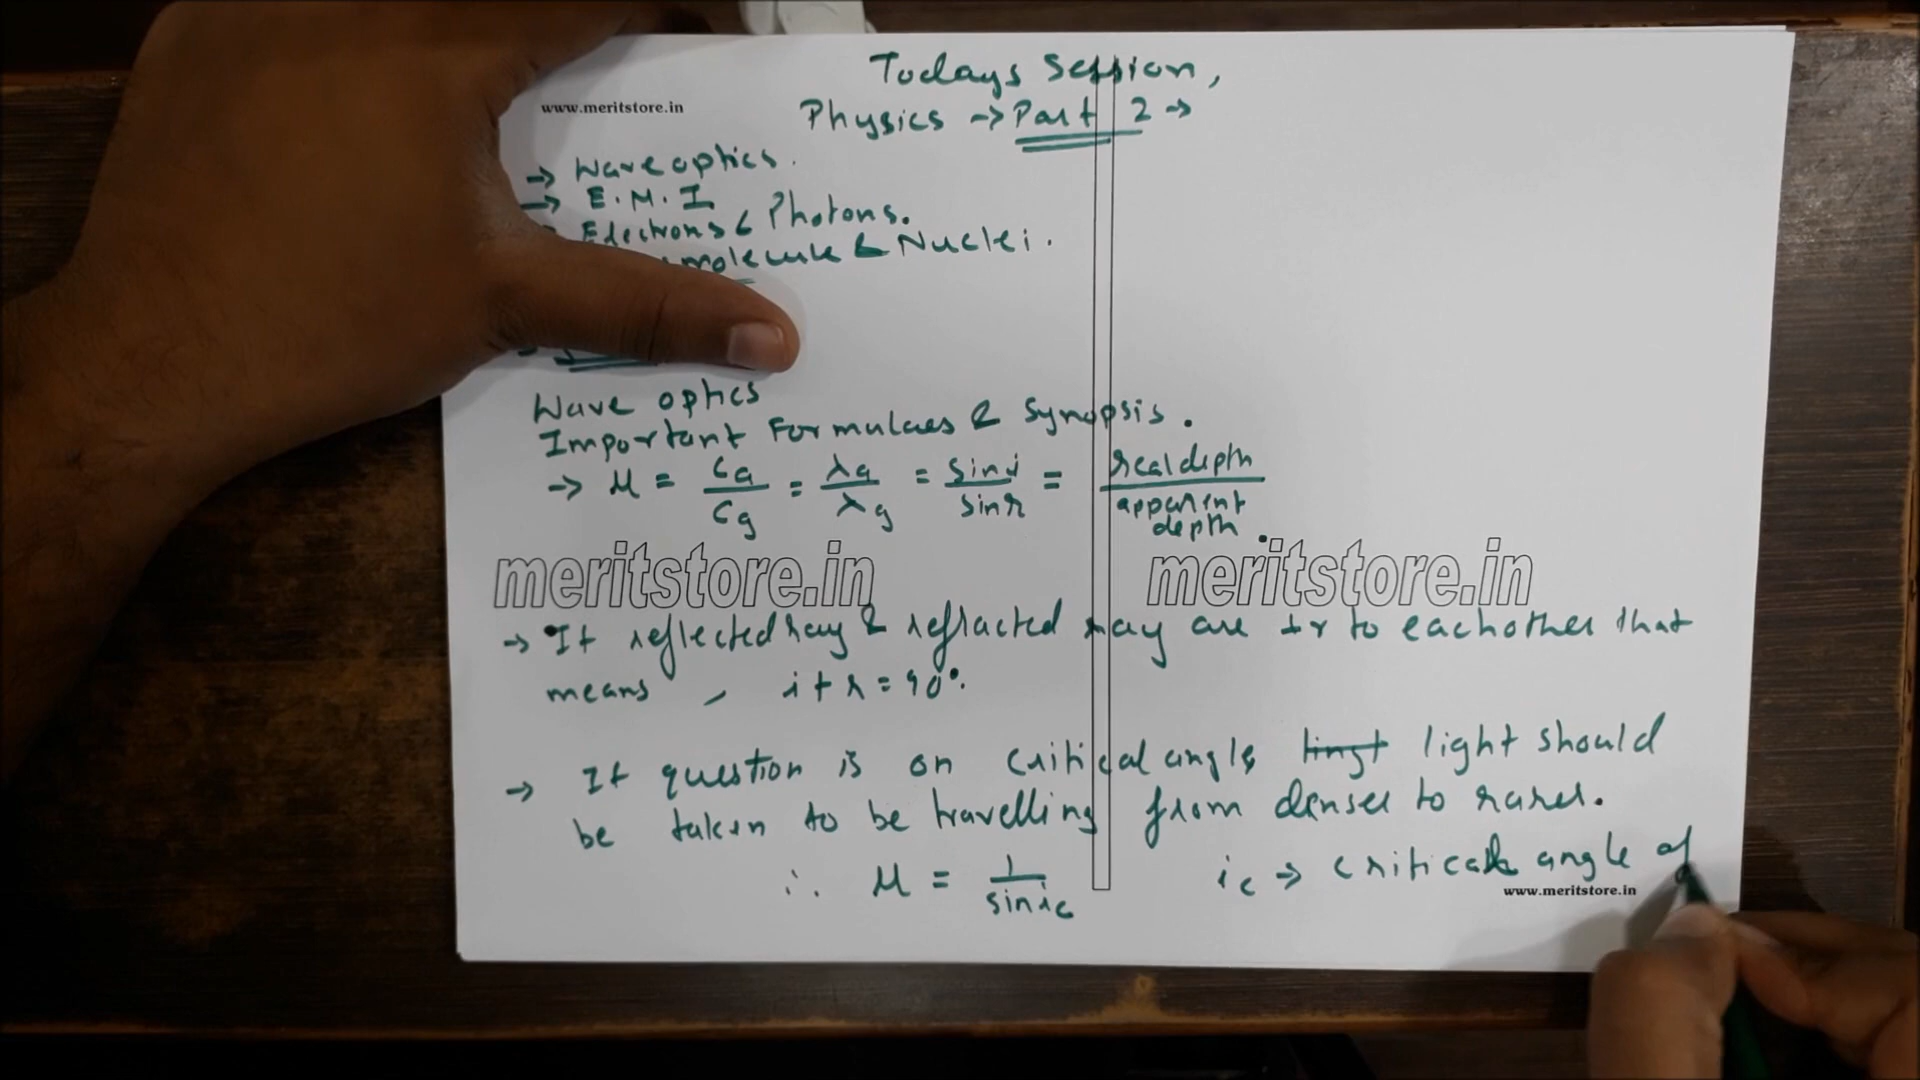 Todays Session,
www.meritstore.in
Physics → Part 2 →
→ Wave optics.
→ E.M.I
Electrons & Photons.
molecule & Nuclei.
Wave optics
Important Formulaes & Synopsis.
→ μ = Ca/Cg = λa/λg = sini/sinr = real depth/apparent depth.
meritstore.in meritstore.in
→ If reflected ray & refracted ray are ⊥r to eachother that
means, i + r = 90°.
→ If question is on critical angle light should
be taken to be travelling from denser to rarer.
∴ μ = 1/sin ic ic → critical angle of
www.meritstore.in